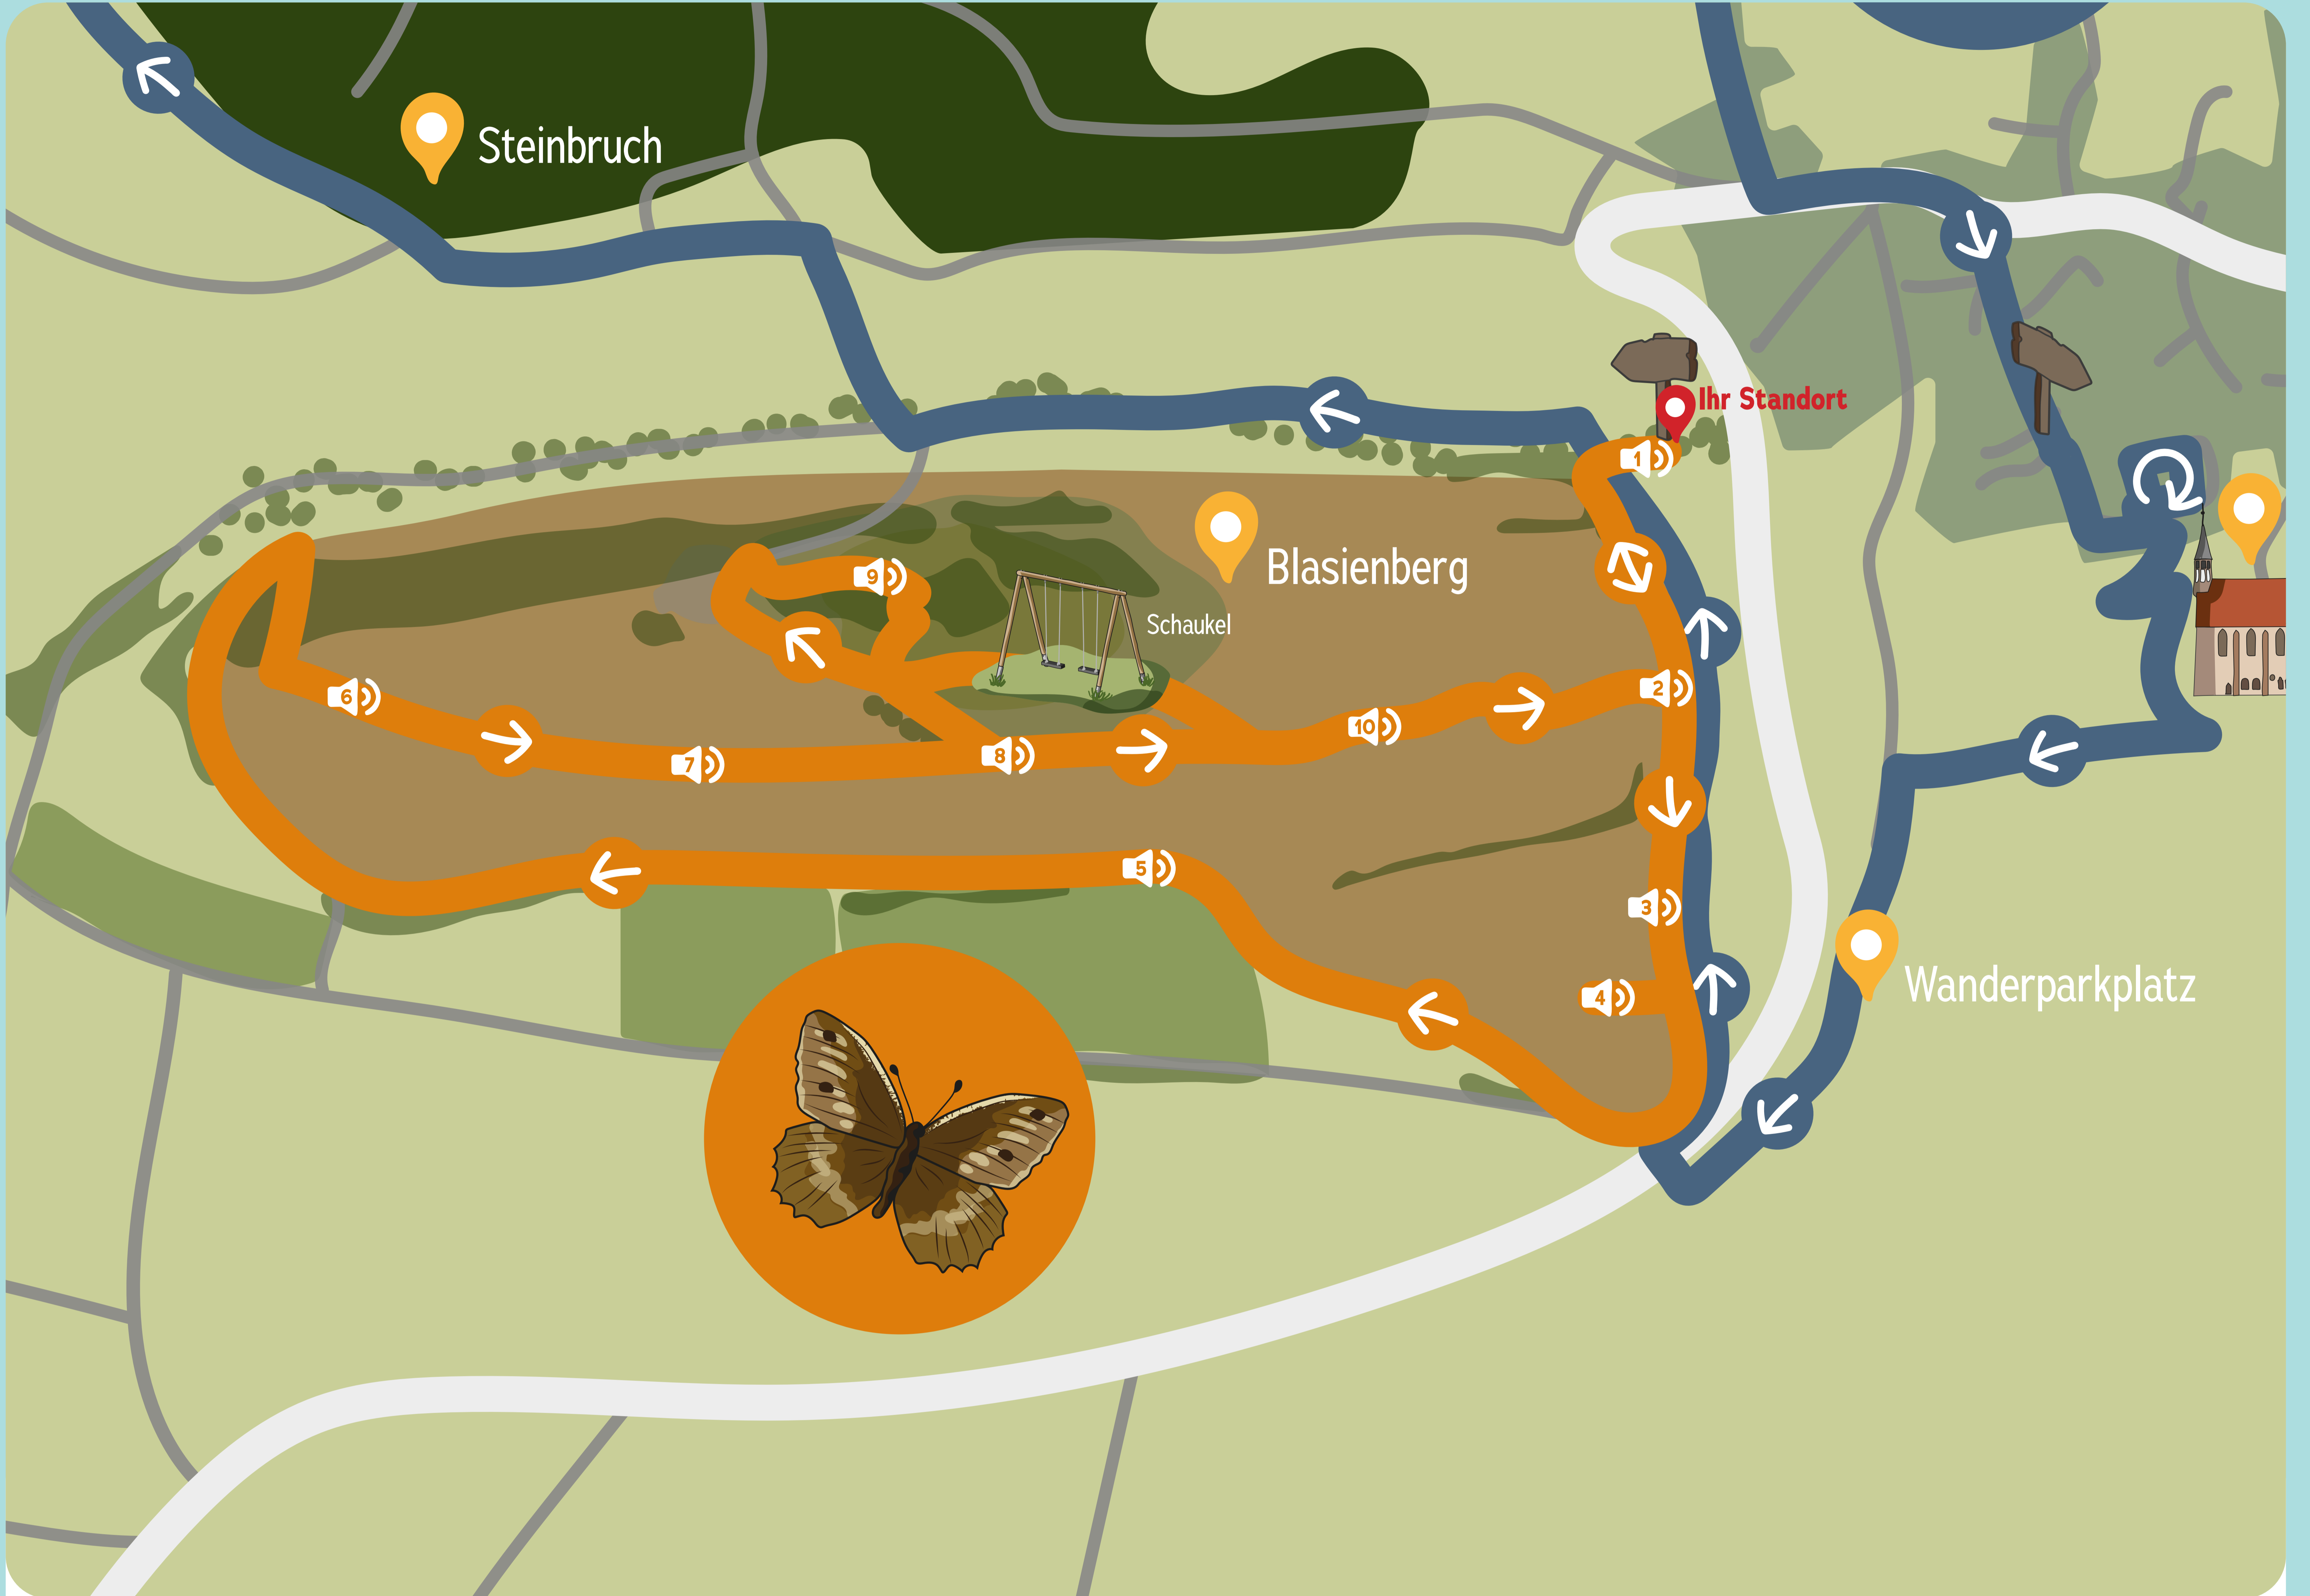 Steinbruch
Ihr Standort
1
Blasienberg
9
Schaukel
6
2
10
8
7
5
3
4
Wanderparkplatz